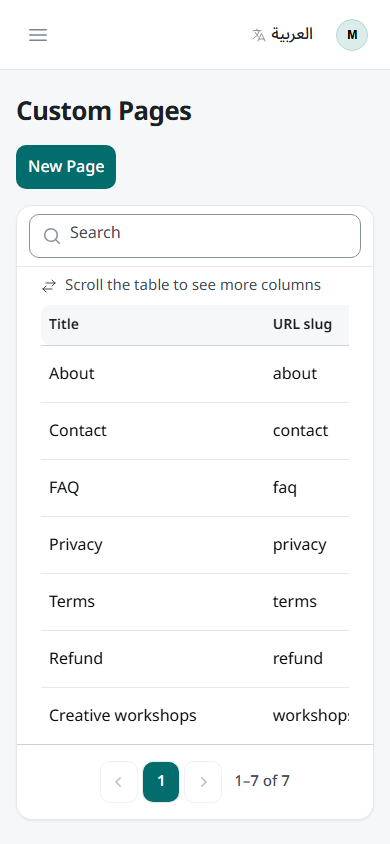 العربية M
Custom Pages
New Page
Search
Scroll the table to see more columns
Title URL slug
About about
Contact contact
FAQ faq
Privacy privacy
Terms terms
Refund refund
Creative workshops workshops
1 1–7 of 7